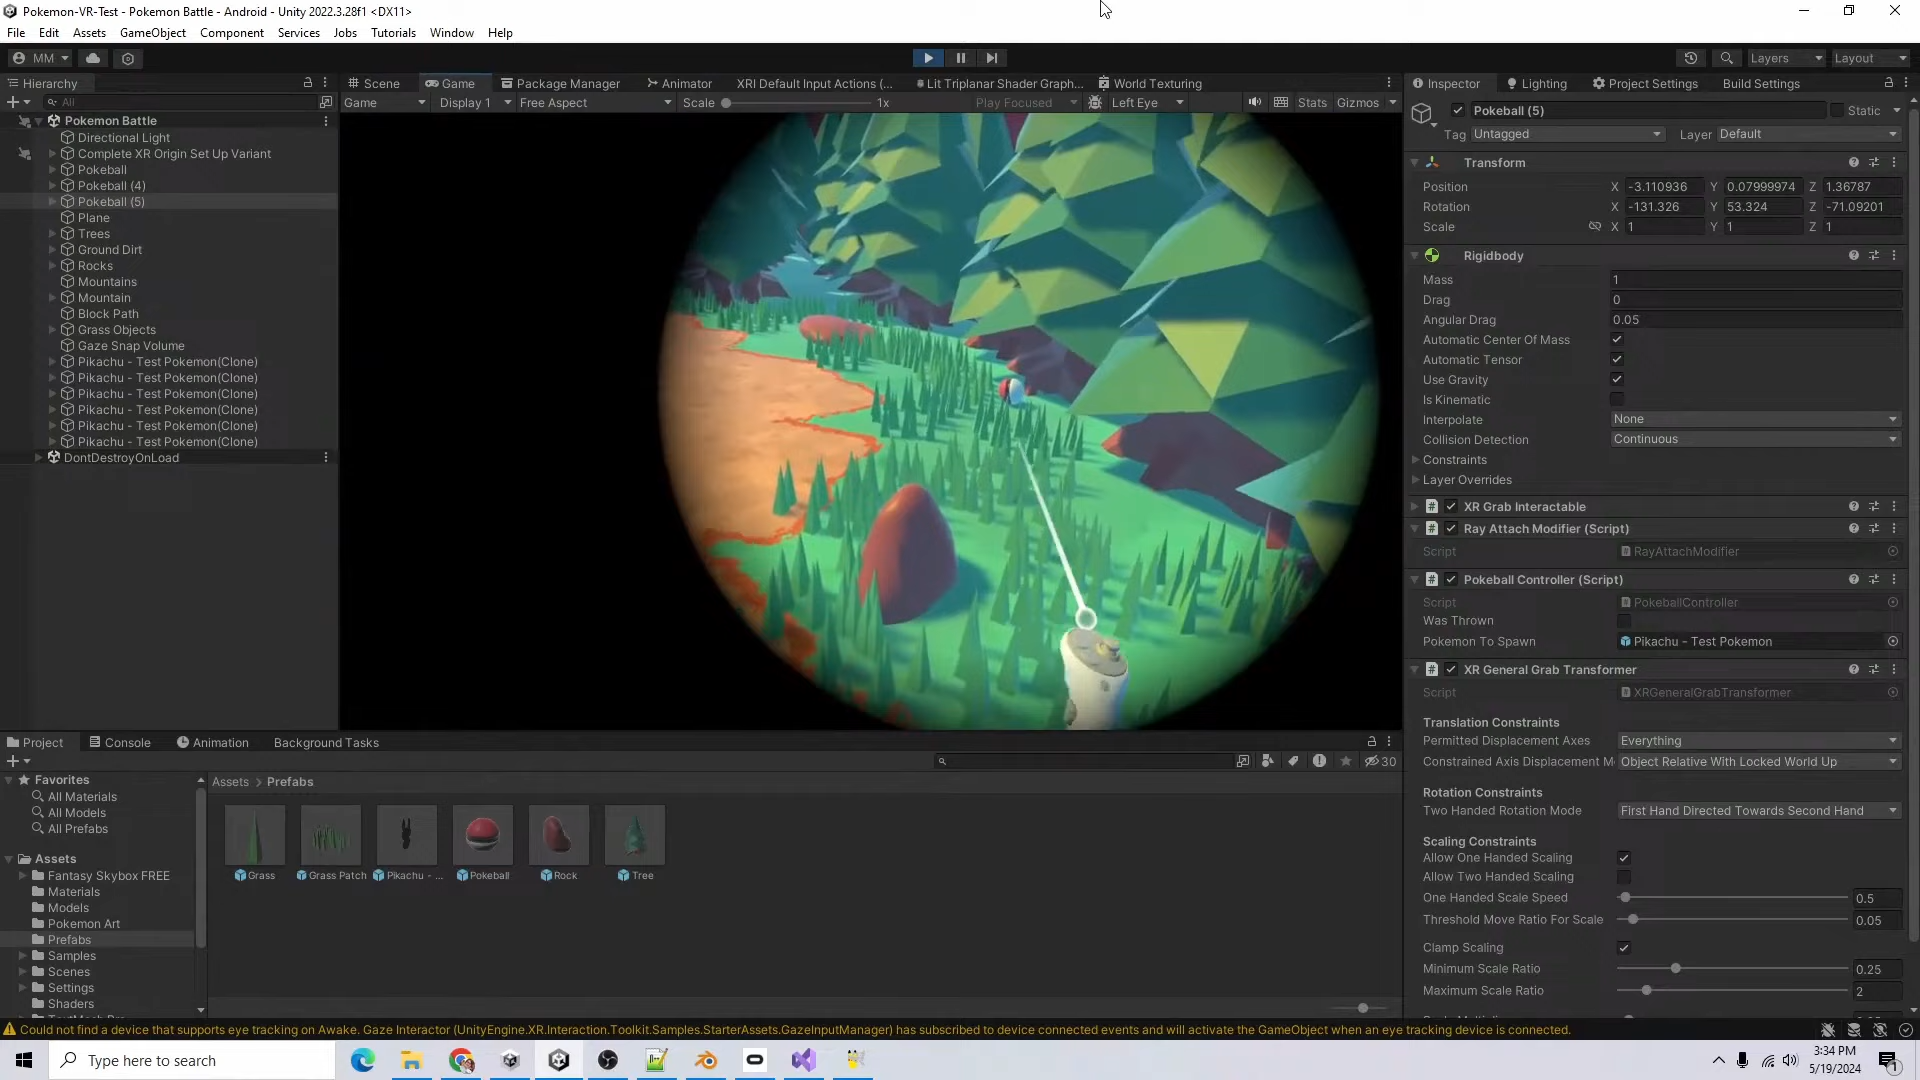 Pokemon-VR-Test - Pokemon Battle - Android - Unity 2022.3.28f1 <DX11>
File Edit Assets GameObject Component Services Jobs Tutorials Window Help
MM Layers Layout
Hierarchy Scene Game Package Manager Animator XRI Default Input Actions (... Lit Triplanar Shader Graph... World Texturing Inspector Lighting Project Settings Build Settings
All Game Display 1 Free Aspect Scale 1x Play Focused Left Eye Stats Gizmos
Pokemon Battle
Directional Light
Complete XR Origin Set Up Variant
Pokeball
Pokeball (4)
Pokeball (5)
Plane
Trees
Ground Dirt
Rocks
Mountains
Mountain
Block Path
Grass Objects
Gaze Snap Volume
Pikachu - Test Pokemon(Clone)
Pikachu - Test Pokemon(Clone)
Pikachu - Test Pokemon(Clone)
Pikachu - Test Pokemon(Clone)
Pikachu - Test Pokemon(Clone)
Pikachu - Test Pokemon(Clone)
DontDestroyOnLoad
Pokeball (5) Static
Tag Untagged Layer Default
Transform
Position X -3.110936 Y 0.07999974 Z 1.36787
Rotation X -131.326 Y 53.324 Z -71.09201
Scale X 1 Y 1 Z 1
Rigidbody
Mass 1
Drag 0
Angular Drag 0.05
Automatic Center Of Mass
Automatic Tensor
Use Gravity
Is Kinematic
Interpolate None
Collision Detection Continuous
Constraints
Layer Overrides
XR Grab Interactable
Ray Attach Modifier (Script)
Script RayAttachModifier
Pokeball Controller (Script)
Script PokeballController
Was Thrown
Pokemon To Spawn Pikachu - Test Pokemon
XR General Grab Transformer
Script XRGeneralGrabTransformer
Translation Constraints
Permitted Displacement Axes Everything
Constrained Axis Displacement M Object Relative With Locked World Up
Rotation Constraints
Two Handed Rotation Mode First Hand Directed Towards Second Hand
Scaling Constraints
Allow One Handed Scaling
Allow Two Handed Scaling
One Handed Scale Speed 0.5
Threshold Move Ratio For Scale 0.05
Clamp Scaling
Minimum Scale Ratio 0.25
Maximum Scale Ratio 2
Project Console Animation Background Tasks
30
Favorites
All Materials
All Models
All Prefabs
Assets
Fantasy Skybox FREE
Materials
Models
Pokemon Art
Prefabs
Samples
Scenes
Settings
Shaders
Assets > Prefabs
Grass Grass Patch Pikachu - ... Pokeball Rock Tree
Could not find a device that supports eye tracking on Awake. Gaze Interactor (UnityEngine.XR.Interaction.Toolkit.Samples.StarterAssets.GazeInputManager) has subscribed to device connected events and will activate the GameObject when an eye tracking device is connected.
Type here to search
3:34 PM
5/19/2024
1